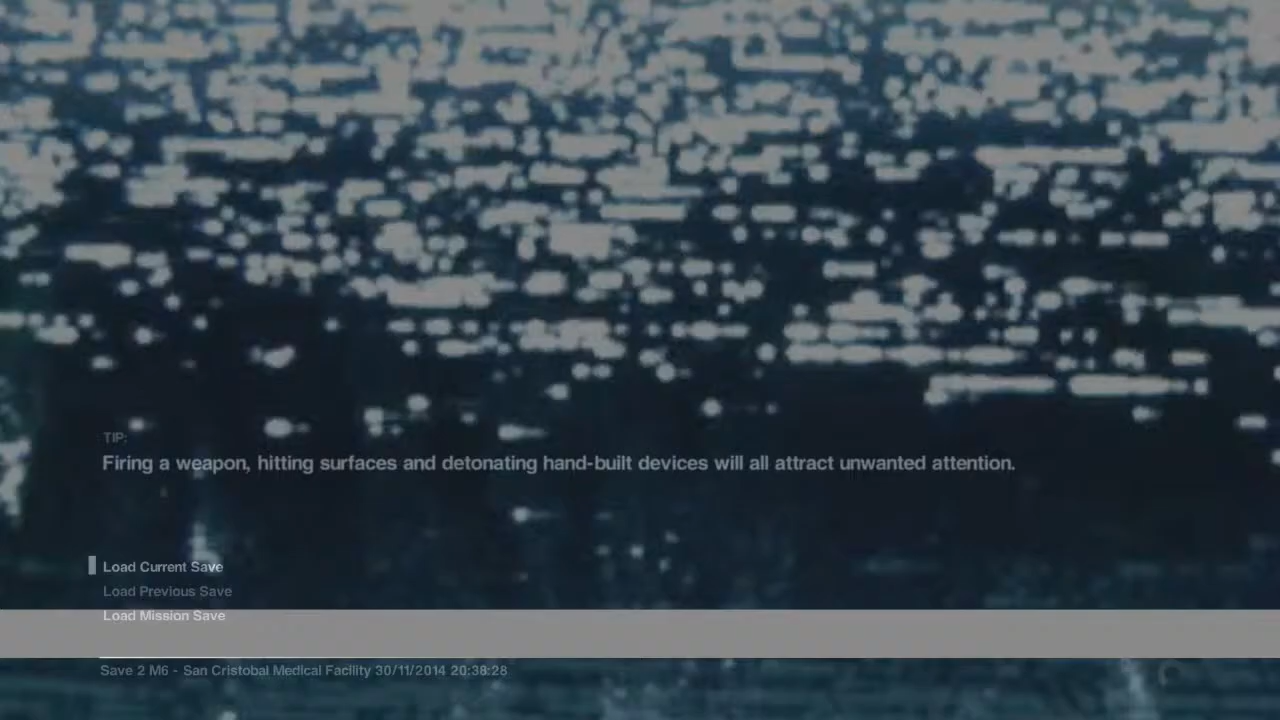 TIP:
Firing a weapon, hitting surfaces and detonating hand-built devices will all attract unwanted attention.
Load Current Save
Load Previous Save
Load Mission Save
Save 2 M6 - San Cristobal Medical Facility 30/11/2014 20:38:28